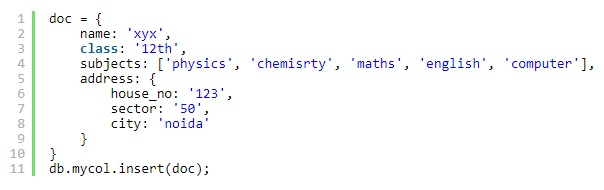 1 doc = {
2     name: 'xyx',
3     class: '12th',
4     subjects: ['physics', 'chemisrty', 'maths', 'english', 'computer'],
5     address: {
6         house_no: '123',
7         sector: '50',
8         city: 'noida'
9     }
10 }
11 db.mycol.insert(doc);